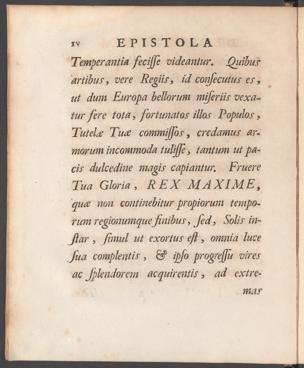 IV EPISTOLA
Temperantia feciſſe videantur. Quibus
artibus, vere Regiis, id conſecutus es,
ut dum Europa bellorum miſeriis vexa-
tur fere tota, fortunatos illos Populos,
Tutelæ Tuæ commiſſos, credamus ar-
morum incommoda tuliſſe, tantum ut pa-
cis dulcedine magis capiantur. Fruere
Tua Gloria, REX MAXIME,
quæ non continebitur propiorum tempo-
rum regionumque finibus, ſed, Solis in-
ſtar, ſimul ut exortus eſt, omnia luce
ſua complentis, & ipſo progreſſu vires
ac ſplendorem acquirentis, ad extre-
mas